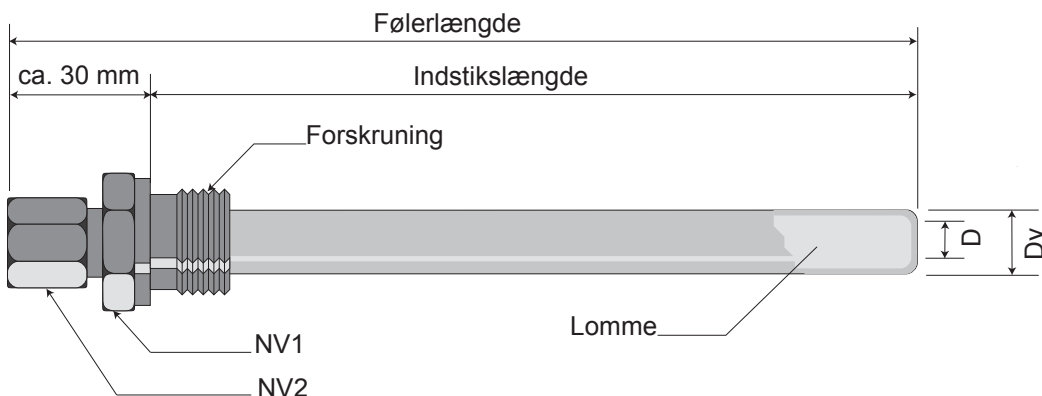 Følerlængde
ca. 30 mm
Indstikslængde
Forskruning
D
Dv
Lomme
NV1
NV2